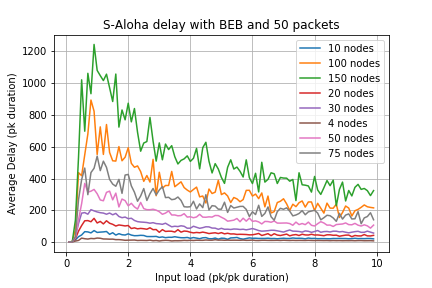 S-Aloha delay with BEB and 50 packets
Average Delay (pk duration)
1200
1000
800
600
400
200
0
0
2
4
6
8
10
Input load (pk/pk duration)
10 nodes
100 nodes
150 nodes
20 nodes
30 nodes
4 nodes
50 nodes
75 nodes